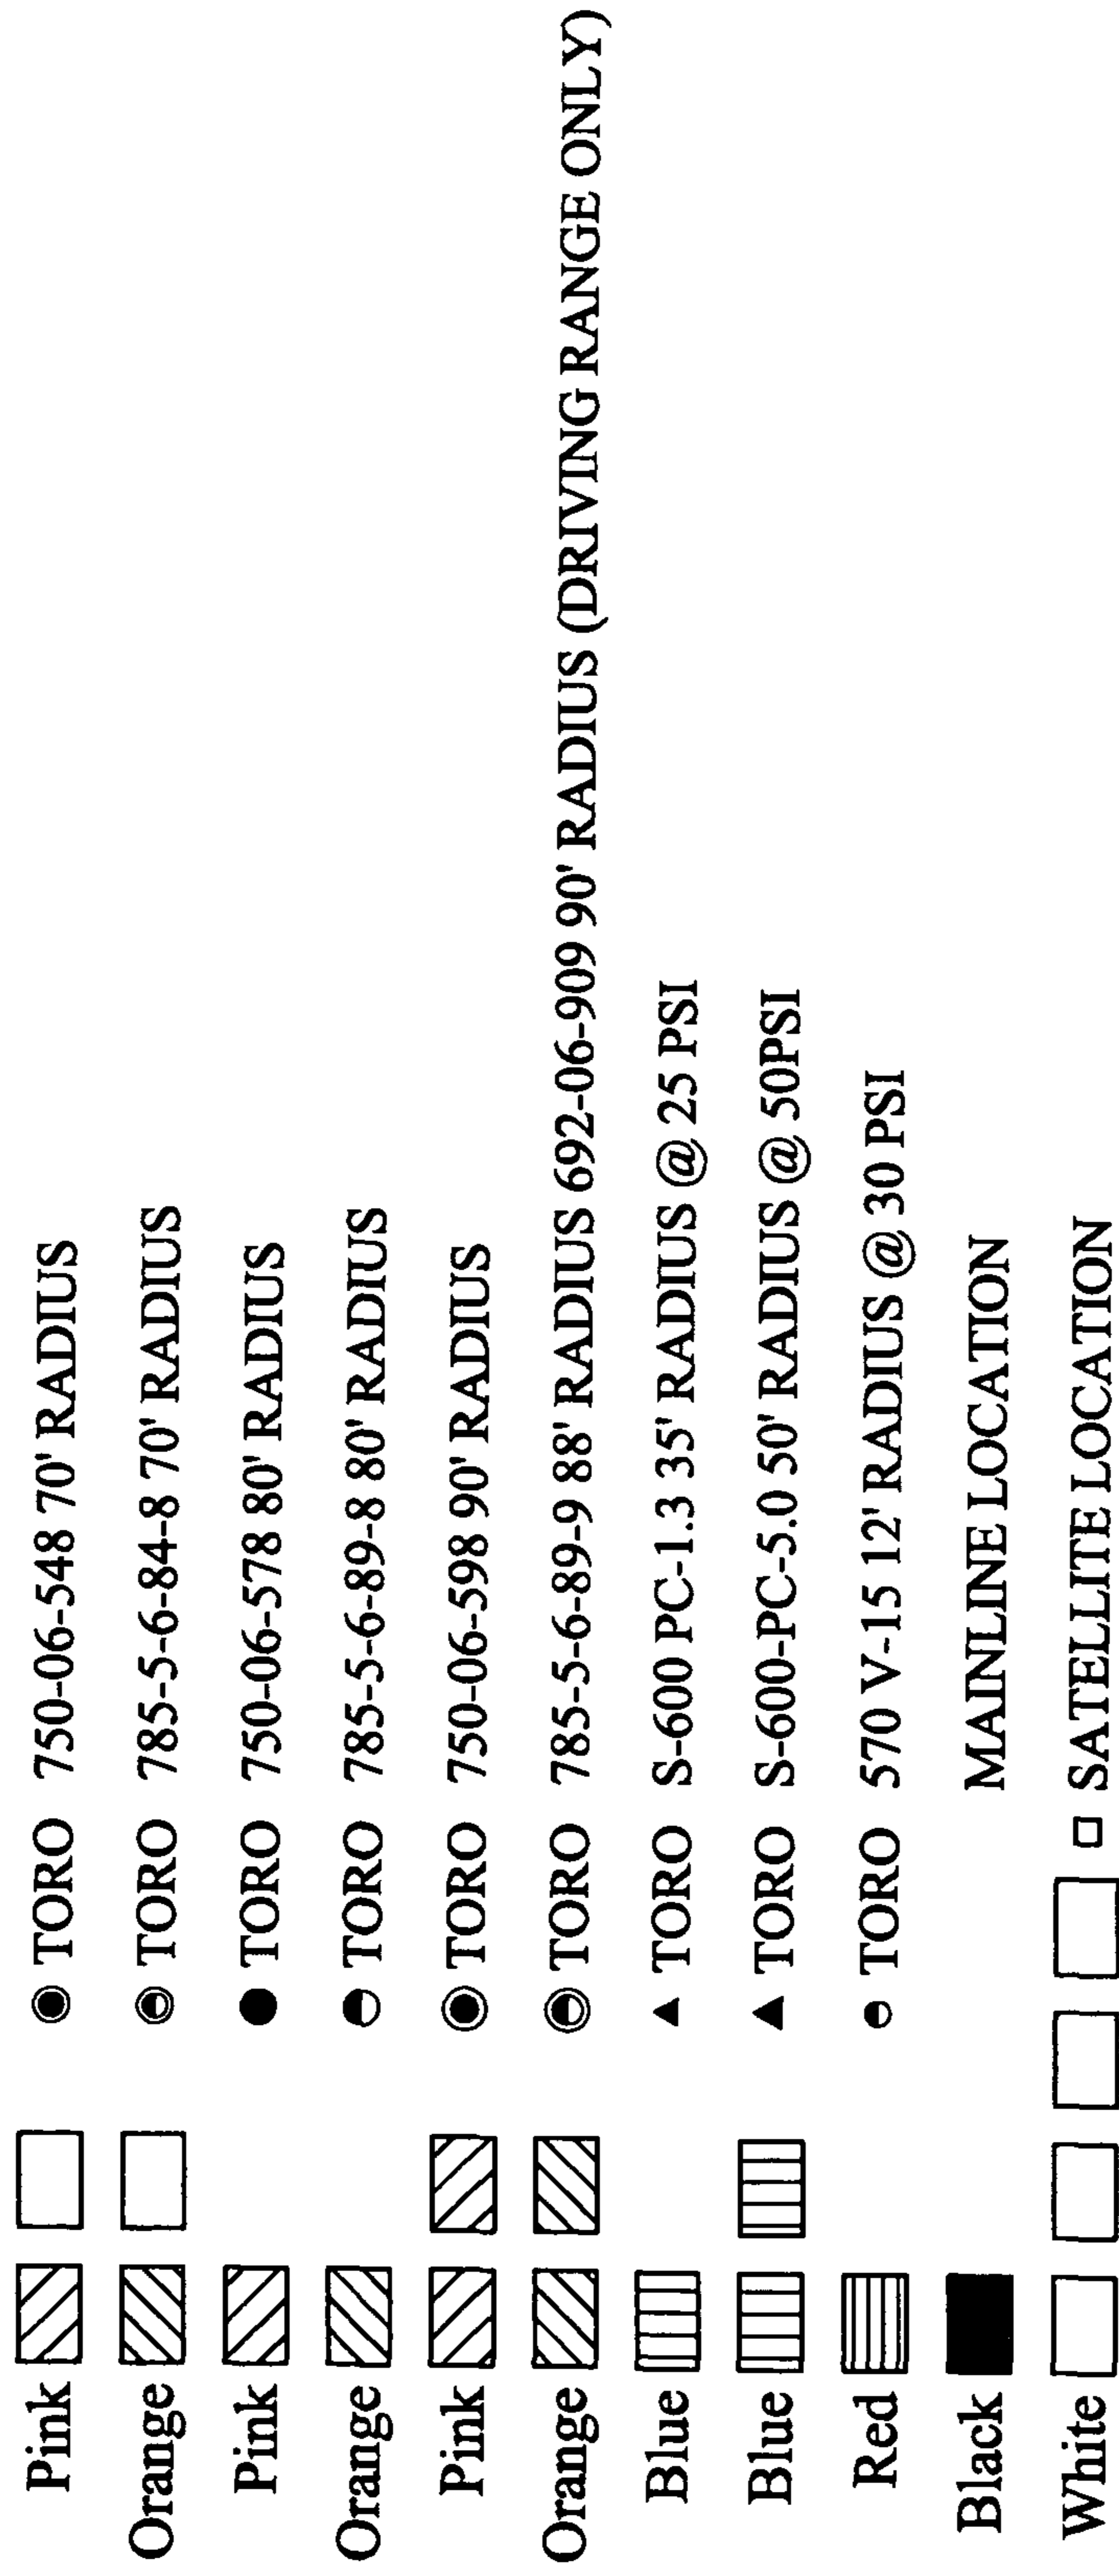 Pink TORO 750-06-548 70' RADIUS
Orange TORO 785-5-6-84-8 70' RADIUS
Pink TORO 750-06-578 80' RADIUS
Orange TORO 785-5-6-89-8 80' RADIUS
Pink TORO 750-06-598 90' RADIUS
Orange TORO 785-5-6-89-9 88' RADIUS 692-06-909 90' RADIUS (DRIVING RANGE ONLY)
Blue TORO S-600 PC-1.3 35' RADIUS @ 25 PSI
Blue TORO S-600-PC-5.0 50' RADIUS @ 50PSI
Red TORO 570 V-15 12' RADIUS @ 30 PSI
Black MAINLINE LOCATION
White SATELLITE LOCATION